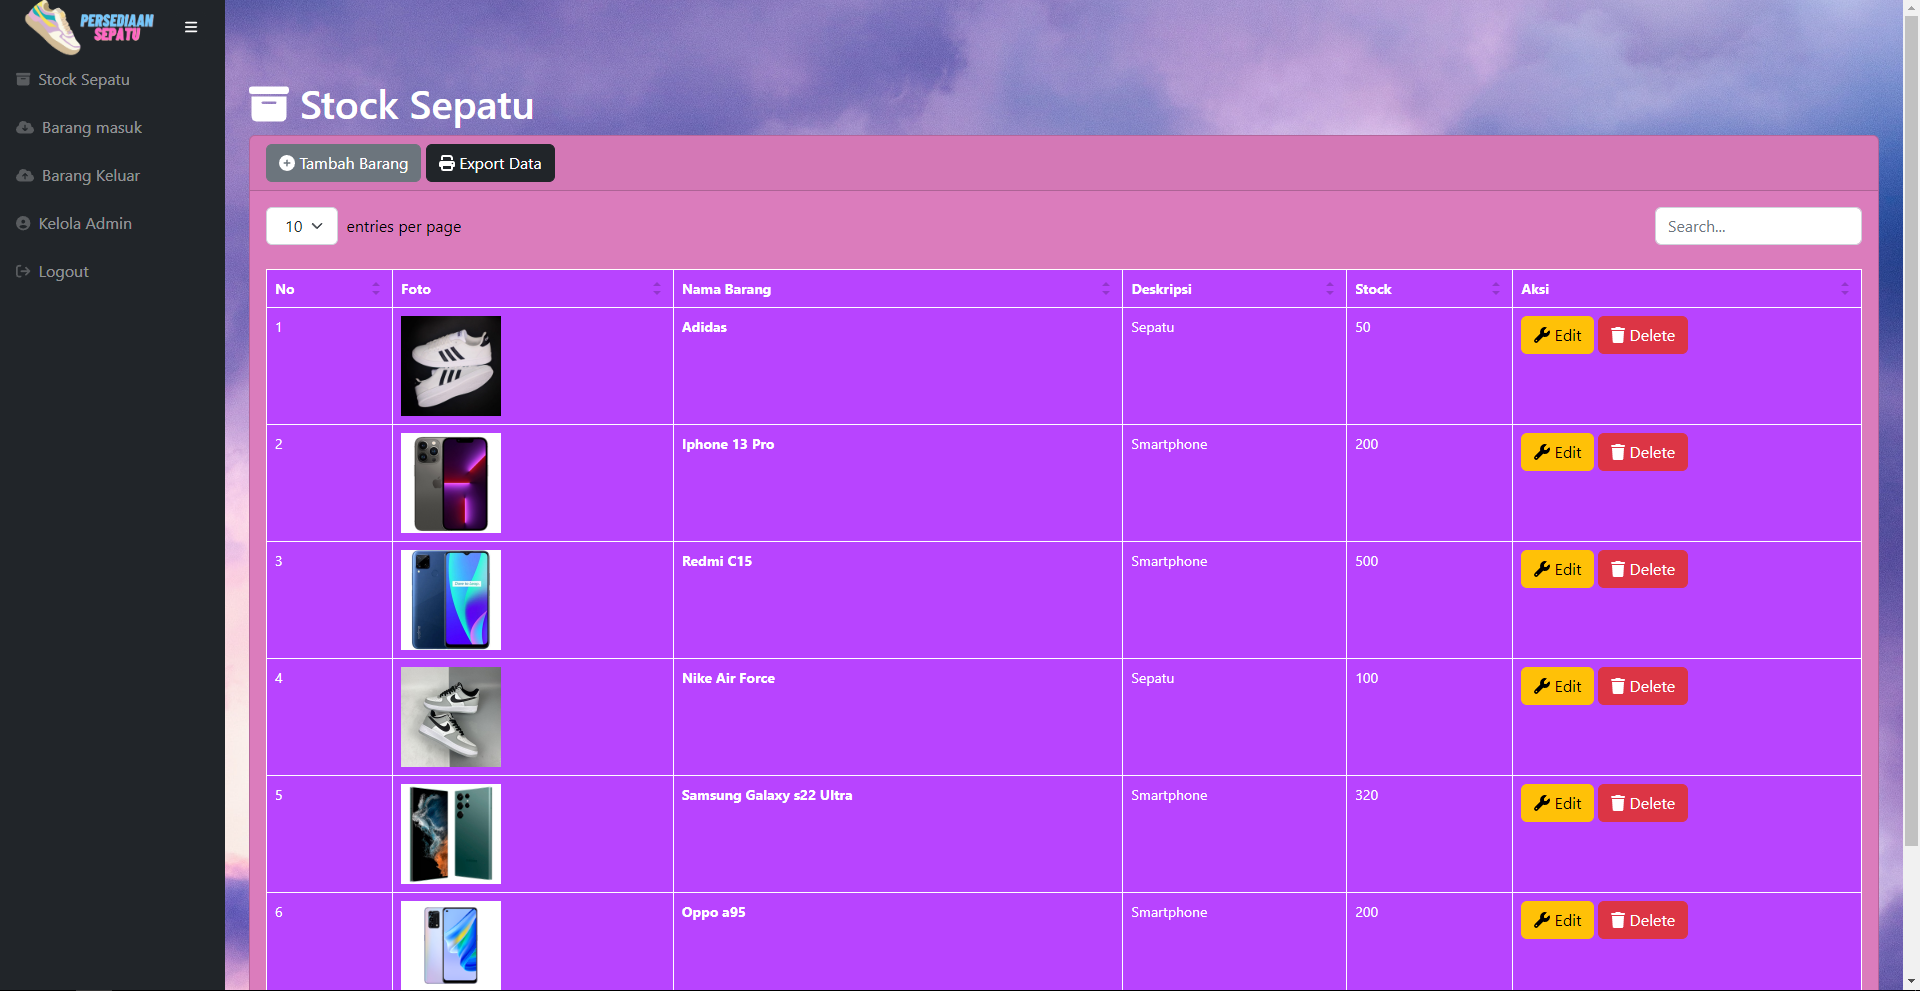 PERSEDIAAN
SEPATU
Stock Sepatu
Barang masuk
Barang Keluar
Kelola Admin
Logout
Stock Sepatu
Tambah Barang Export Data
10 entries per page Search...
No Foto Nama Barang Deskripsi Stock Aksi
1 Adidas Sepatu 50 Edit Delete
2 Iphone 13 Pro Smartphone 200 Edit Delete
3 Redmi C15 Smartphone 500 Edit Delete
4 Nike Air Force Sepatu 100 Edit Delete
5 Samsung Galaxy s22 Ultra Smartphone 320 Edit Delete
6 Oppo a95 Smartphone 200 Edit Delete